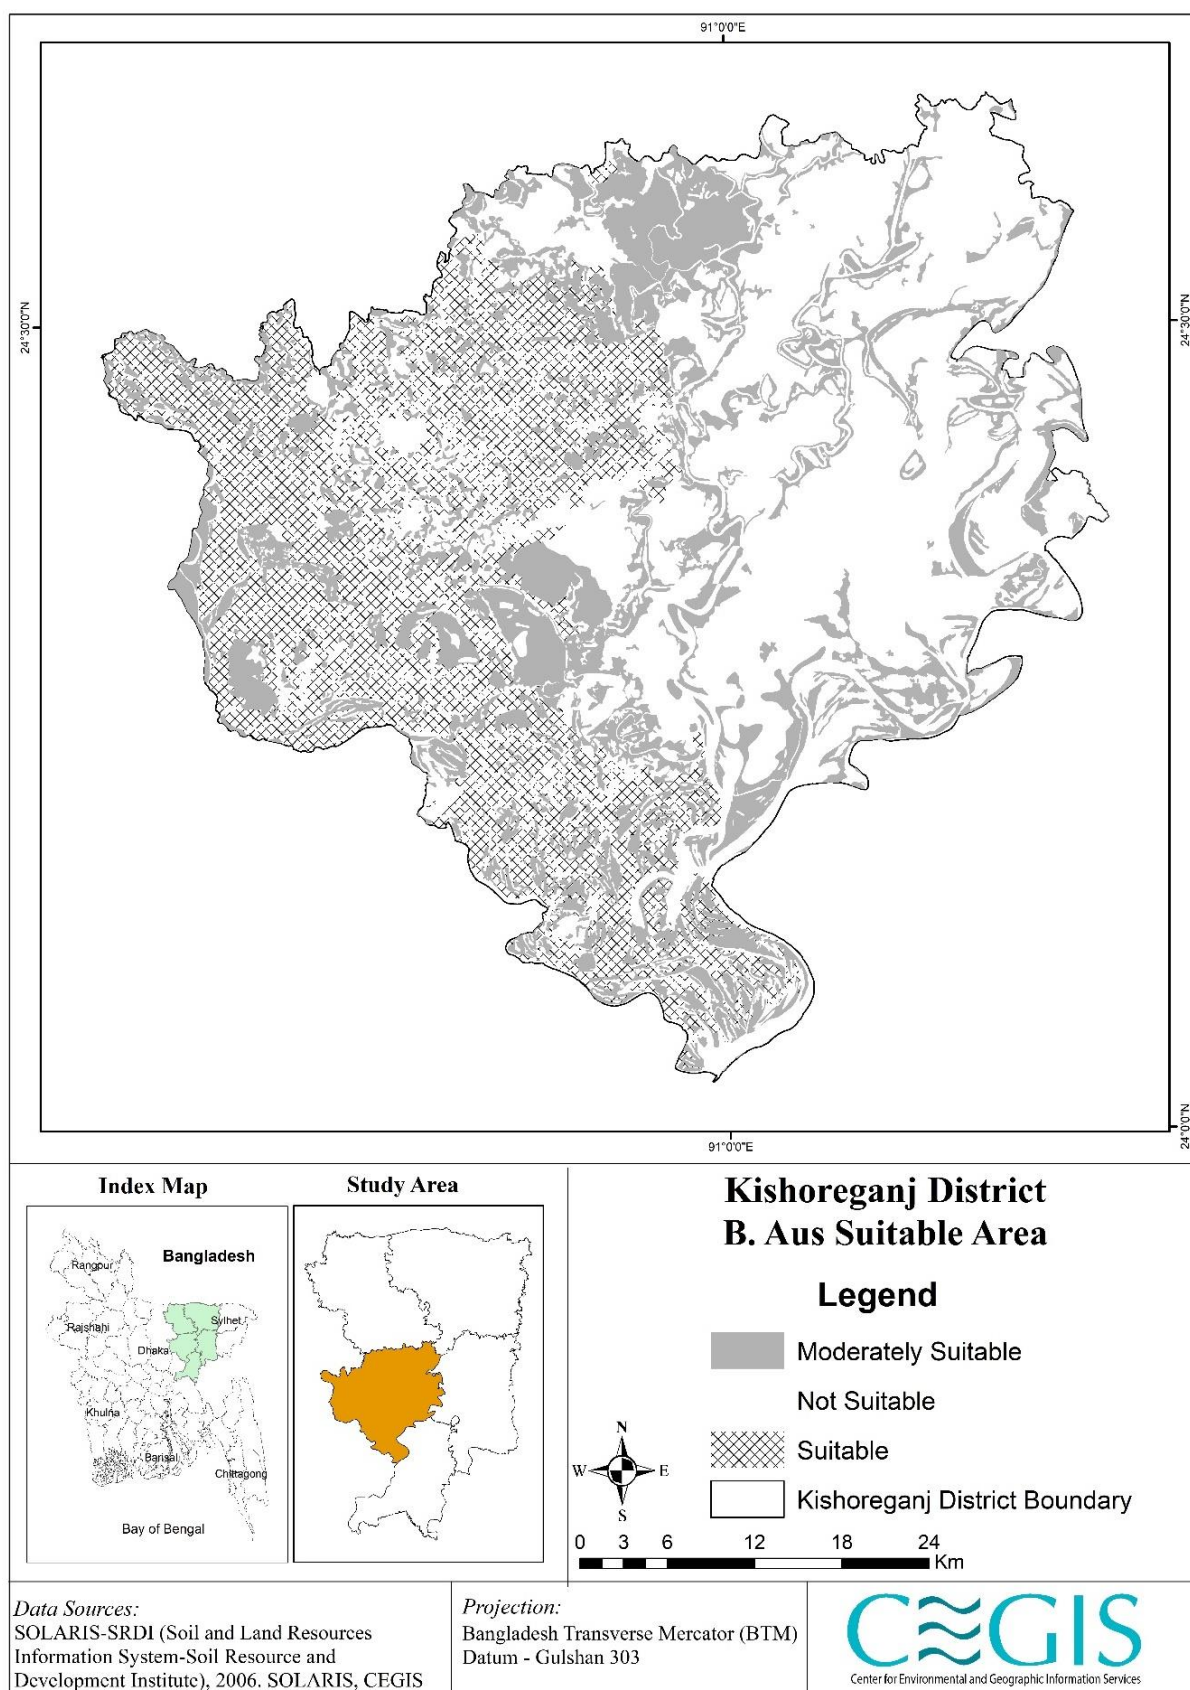 91°0'0"E
24°30'0"N
24°30'0"N
24°0'0"N
91°0'0"E
Index Map
Study Area
Bangladesh
Rangpur
Rajshahi
Sylhet
Dhaka
Khulna
Barisal
Chittagong
Bay of Bengal
Kishoreganj District
B. Aus Suitable Area
Legend
Moderately Suitable
Not Suitable
Suitable
Kishoreganj District Boundary
N
W
E
S
0 3 6 12 18 24
Km
Data Sources:
SOLARIS-SRDI (Soil and Land Resources
Information System-Soil Resource and
Development Institute), 2006. SOLARIS, CEGIS
Projection:
Bangladesh Transverse Mercator (BTM)
Datum - Gulshan 303
CEGIS
Center for Environmental and Geographic Information Services